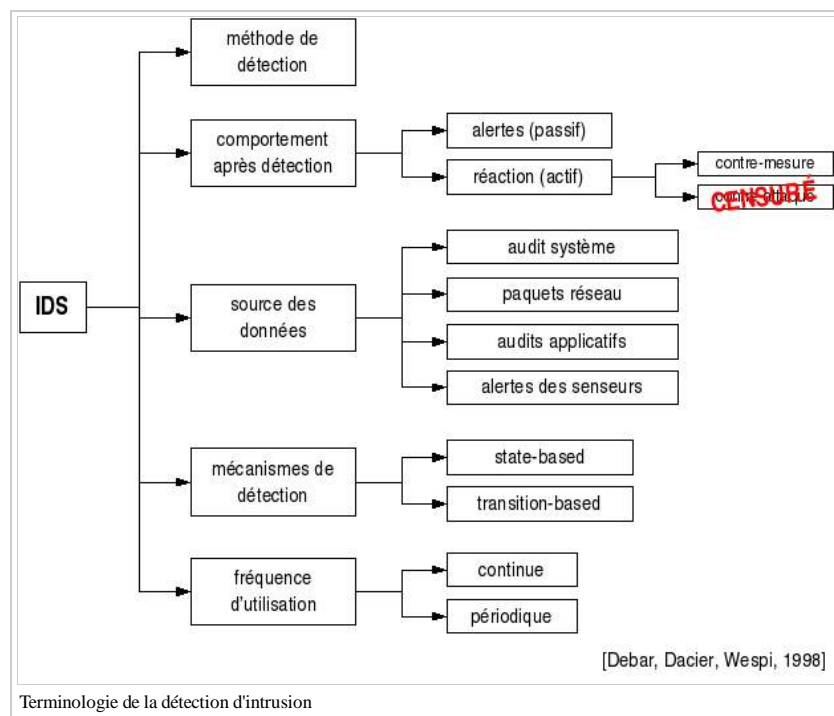 méthode de
détection
comportement
après détection
alertes (passif)
réaction (actif)
contre-mesure
contre-attaque
CENSURÉ
IDS
source des
données
audit système
paquets réseau
audits applicatifs
alertes des senseurs
mécanismes de
détection
state-based
transition-based
fréquence
d'utilisation
continue
périodique
[Debar, Dacier, Wespi, 1998]
Terminologie de la détection d'intrusion